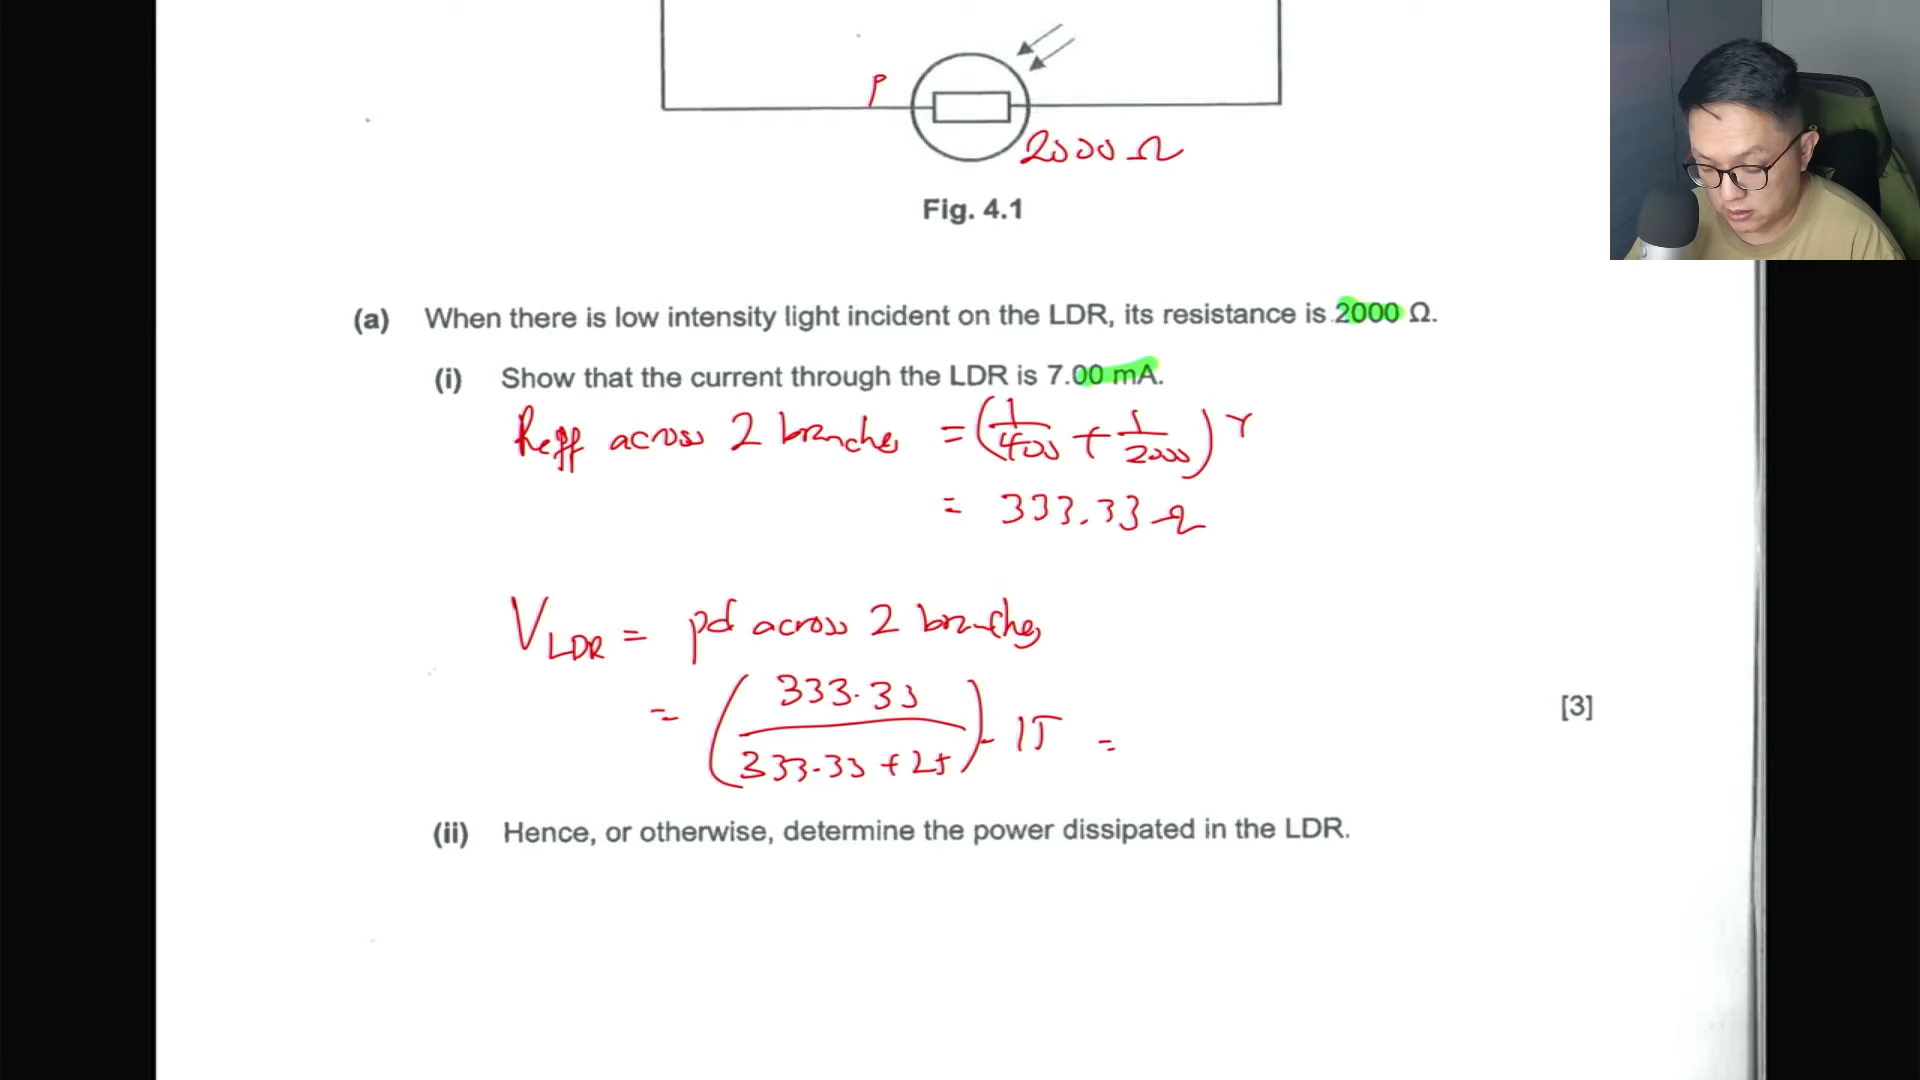 P
2000 Ω
Fig. 4.1
(a) When there is low intensity light incident on the LDR, its resistance is 2000 Ω.
(i) Show that the current through the LDR is 7.00 mA.
Reff across 2 branches = (1/400 + 1/2000)
= 333.33 Ω
VLDR = pd across 2 branches
= (333.33 / 333.33 + 25) · 15 =
[3]
(ii) Hence, or otherwise, determine the power dissipated in the LDR.